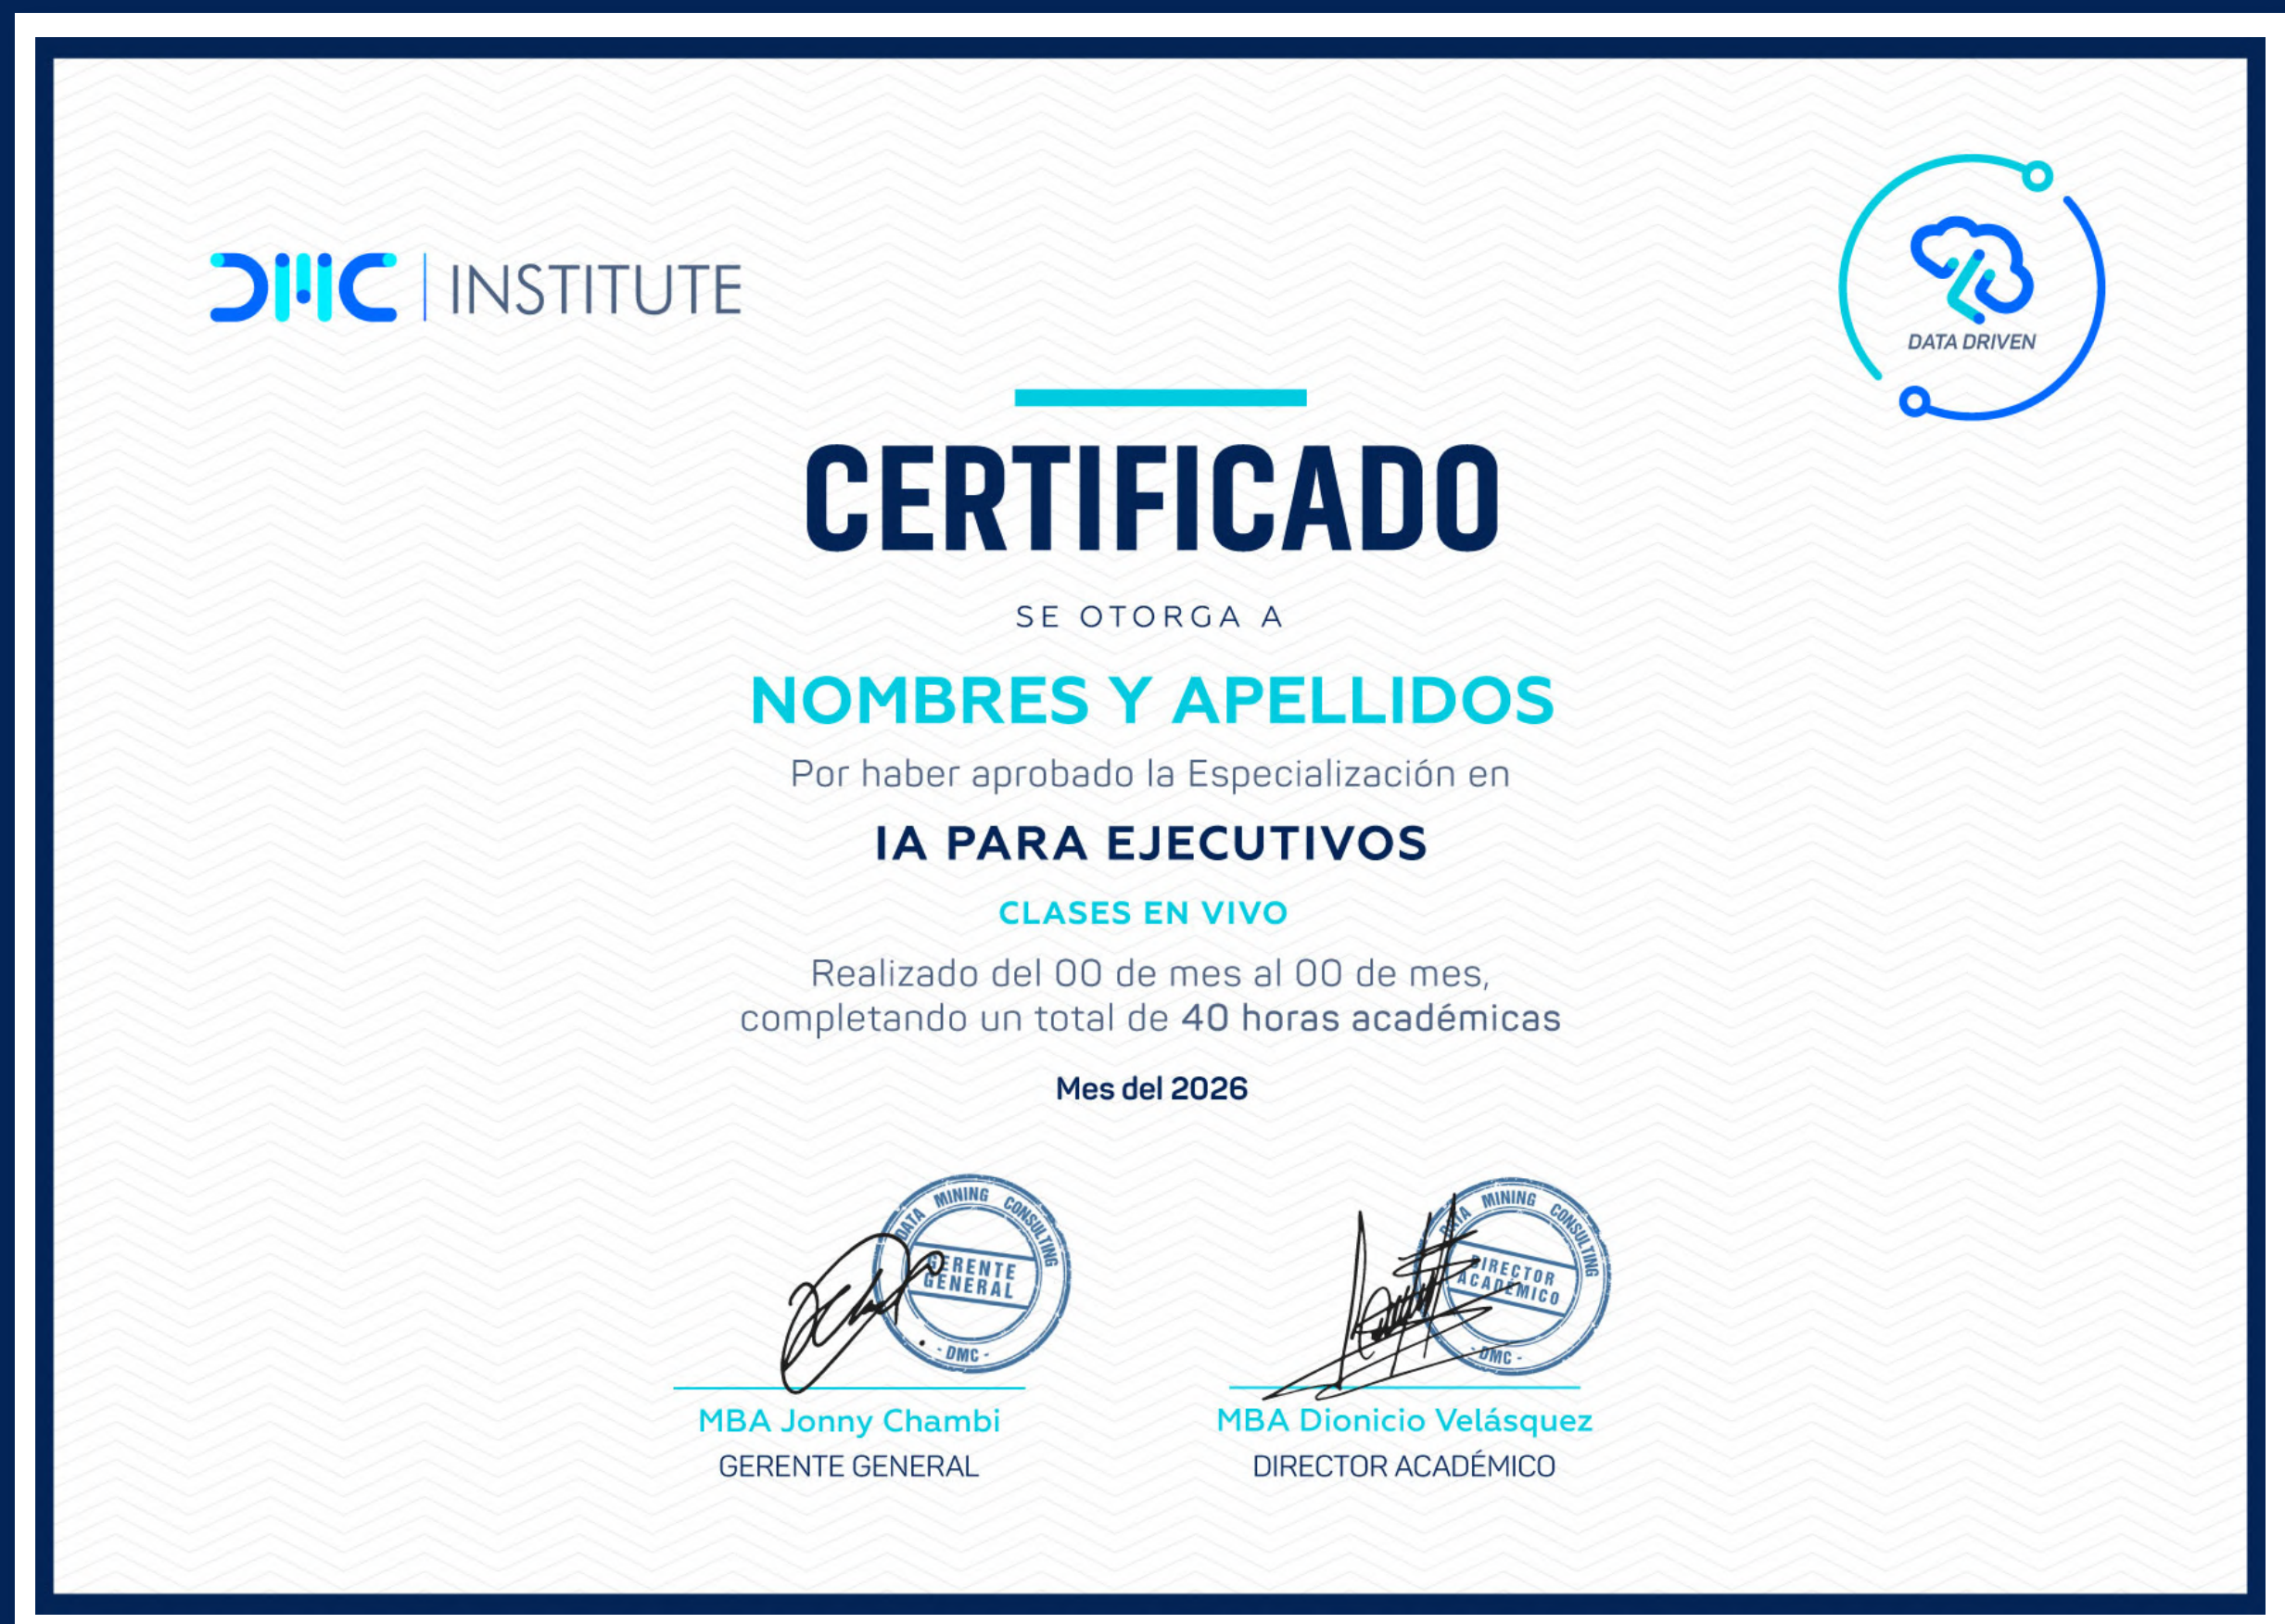 DMC | INSTITUTE
DATA DRIVEN
CERTIFICADO
SE OTORGA A
NOMBRES Y APELLIDOS
Por haber aprobado la Especialización en
IA PARA EJECUTIVOS
CLASES EN VIVO
Realizado del 00 de mes al 00 de mes,
completando un total de 40 horas académicas
Mes del 2026
DATA MINING CONSULTING
GERENTE
GENERAL
- DMC -
DATA MINING CONSULTING
DIRECTOR
ACADÉMICO
- DMC -
MBA Jonny Chambi
GERENTE GENERAL
MBA Dionicio Velásquez
DIRECTOR ACADÉMICO